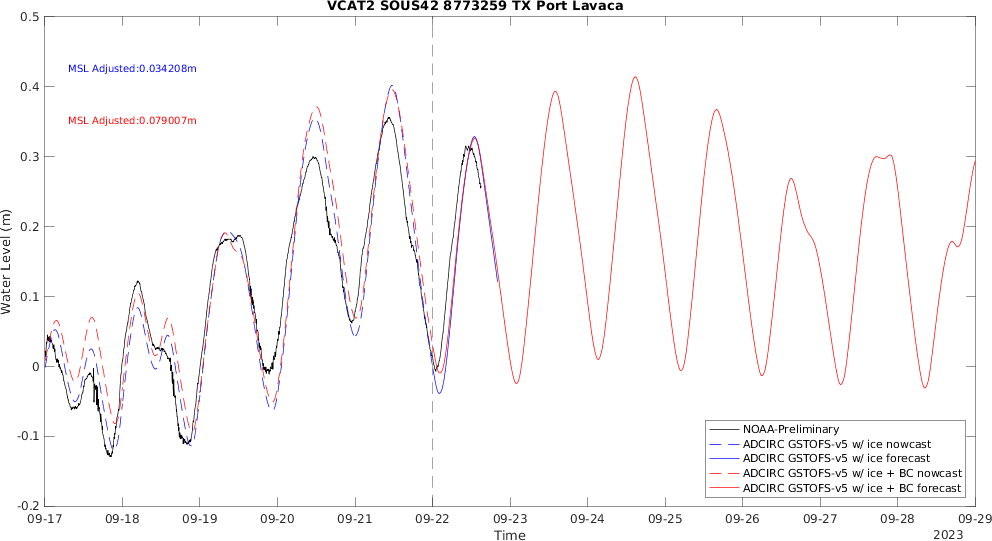 VCAT2 SOUS42 8773259 TX Port Lavaca
0.5
0.4
0.3
0.2
0.1
0
-0.1
-0.2
Water Level (m)
MSL Adjusted:0.034208m
MSL Adjusted:0.079007m
NOAA-Preliminary
ADCIRC GSTOFS-v5 w/ ice nowcast
ADCIRC GSTOFS-v5 w/ ice forecast
ADCIRC GSTOFS-v5 w/ ice + BC nowcast
ADCIRC GSTOFS-v5 w/ ice + BC forecast
09-17 09-18 09-19 09-20 09-21 09-22 09-23 09-24 09-25 09-26 09-27 09-28 09-29
Time
2023